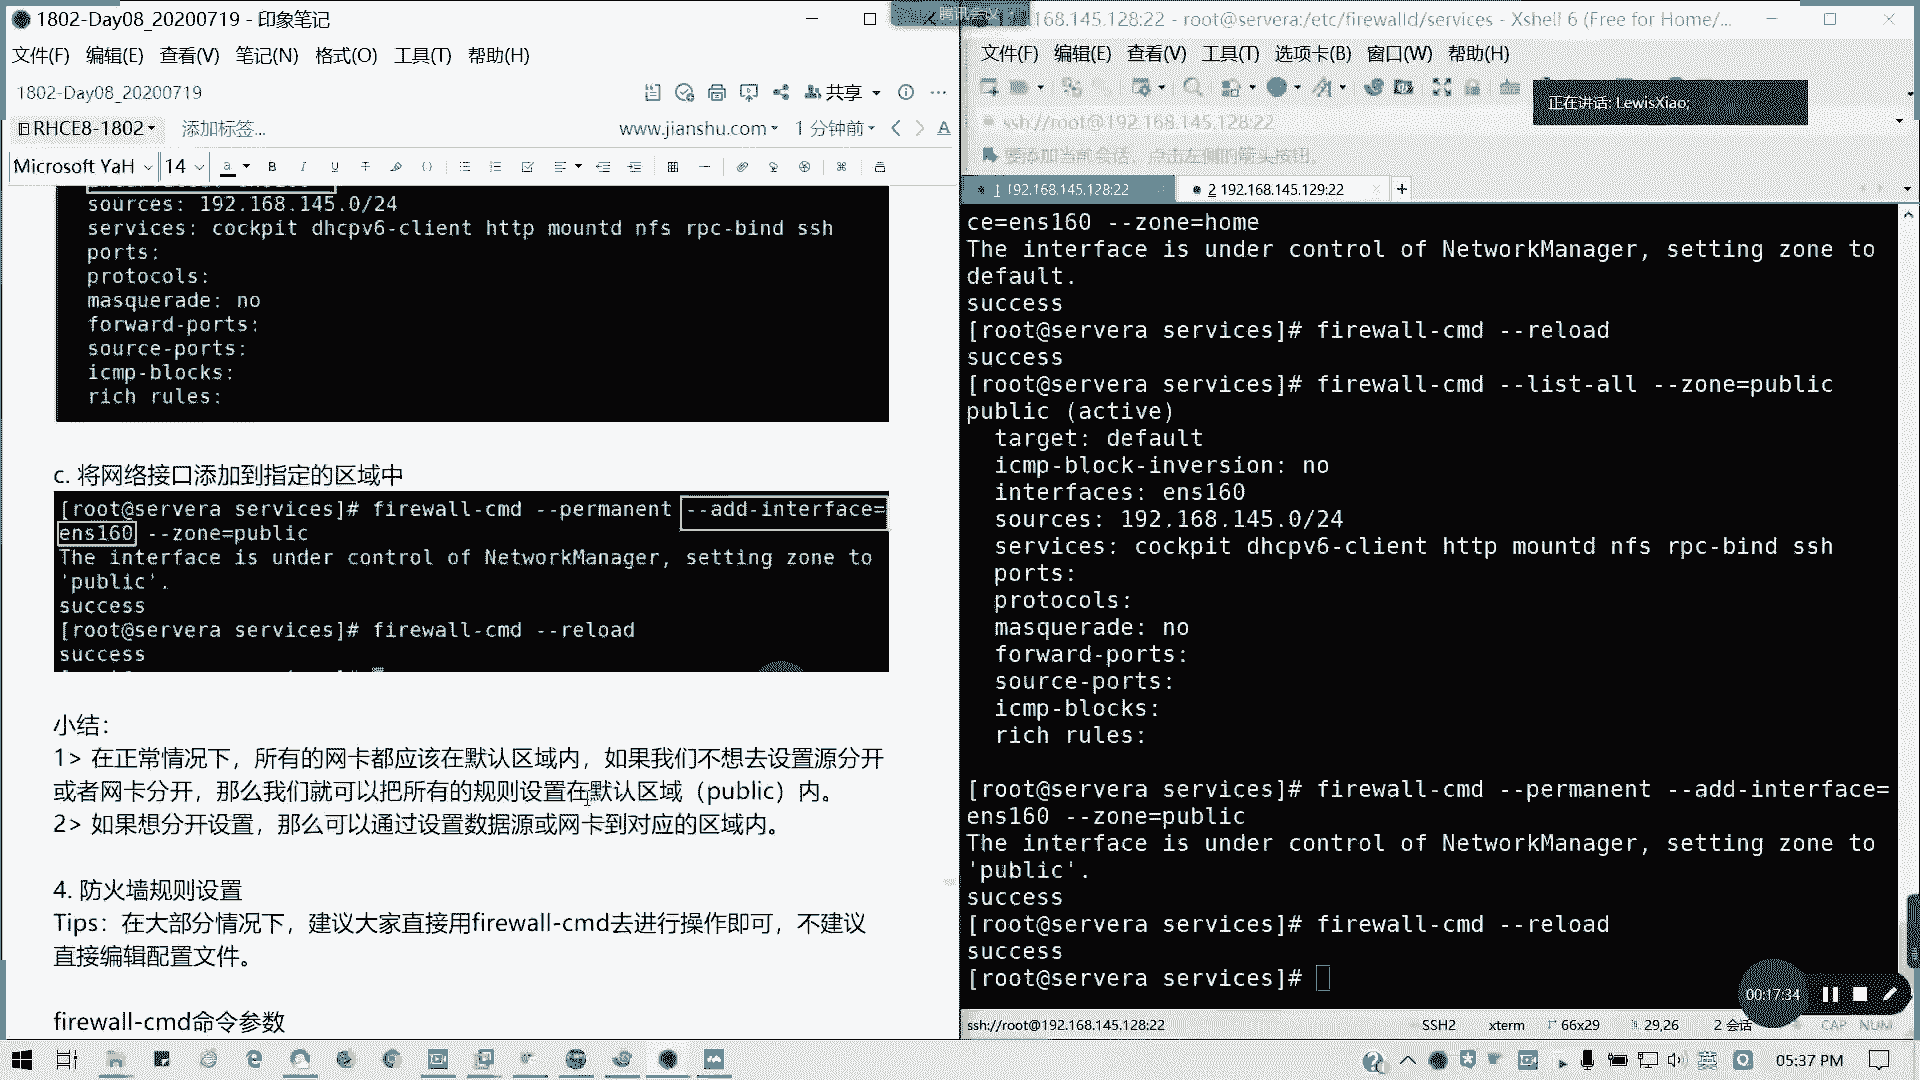 1802-Day08_20200719 - 印象笔记
文件(F) 编辑(E) 查看(V) 笔记(N) 格式(O) 工具(T) 帮助(H)
1802-Day08_20200719
共享
RHCE8-1802
添加标签...
www.jianshu.com
1 分钟前
Microsoft YaH 14
sources: 192.168.145.0/24
services: cockpit dhcpv6-client http mountd nfs rpc-bind ssh
ports:
protocols:
masquerade: no
forward-ports:
source-ports:
icmp-blocks:
rich rules:
c. 将网络接口添加到指定的区域中
[root@servera services]# firewall-cmd --permanent --add-interface=
ens160 --zone=public
The interface is under control of NetworkManager, setting zone to
'public'.
success
[root@servera services]# firewall-cmd --reload
success
小结：
1> 在正常情况下，所有的网卡都应该在默认区域内，如果我们不想去设置源分开
或者网卡分开，那么我们就可以把所有的规则设置在默认区域（public）内。
2> 如果想分开设置，那么可以通过设置数据源或网卡到对应的区域内。
4. 防火墙规则设置
Tips：在大部分情况下，建议大家直接用firewall-cmd去进行操作即可，不建议
直接编辑配置文件。
firewall-cmd命令参数
168.145.128:22 - root@servera:/etc/firewalld/services - Xshell 6 (Free for Home/...
文件(F) 编辑(E) 查看(V) 工具(T) 选项卡(B) 窗口(W) 帮助(H)
正在讲话: LewisXiao;
ssh://root@192.168.145.128:22
要添加当前会话，点击左侧的箭头按钮。
1 192.168.145.128:22
2 192.168.145.129:22
ce=ens160 --zone=home
The interface is under control of NetworkManager, setting zone to
default.
success
[root@servera services]# firewall-cmd --reload
success
[root@servera services]# firewall-cmd --list-all --zone=public
public (active)
target: default
icmp-block-inversion: no
interfaces: ens160
sources: 192.168.145.0/24
services: cockpit dhcpv6-client http mountd nfs rpc-bind ssh
ports:
protocols:
masquerade: no
forward-ports:
source-ports:
icmp-blocks:
rich rules:
[root@servera services]# firewall-cmd --permanent --add-interface=
ens160 --zone=public
The interface is under control of NetworkManager, setting zone to
'public'.
success
[root@servera services]# firewall-cmd --reload
success
[root@servera services]#
00:17:34
ssh://root@192.168.145.128:22
SSH2
xterm
66x29
29,26
2 会话
CAP NUM
英
05:37 PM